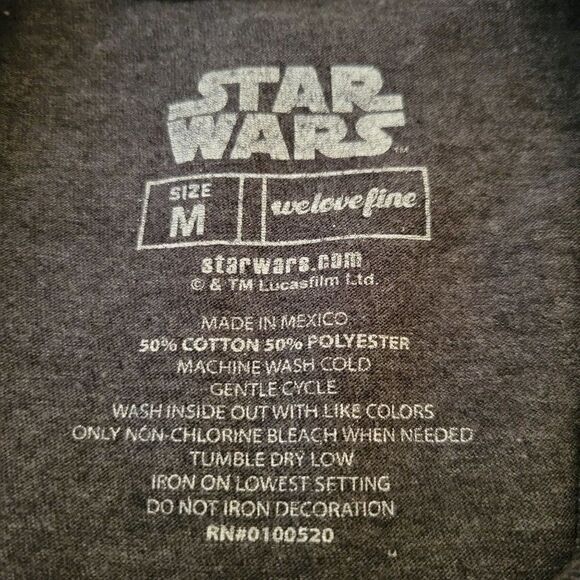 STAR
WARS™
SIZE
M
welovefine
starwars.com
© & TM Lucasfilm Ltd.
MADE IN MEXICO
50% COTTON 50% POLYESTER
MACHINE WASH COLD
GENTLE CYCLE
WASH INSIDE OUT WITH LIKE COLORS
ONLY NON-CHLORINE BLEACH WHEN NEEDED
TUMBLE DRY LOW
IRON ON LOWEST SETTING
DO NOT IRON DECORATION
RN#0100520